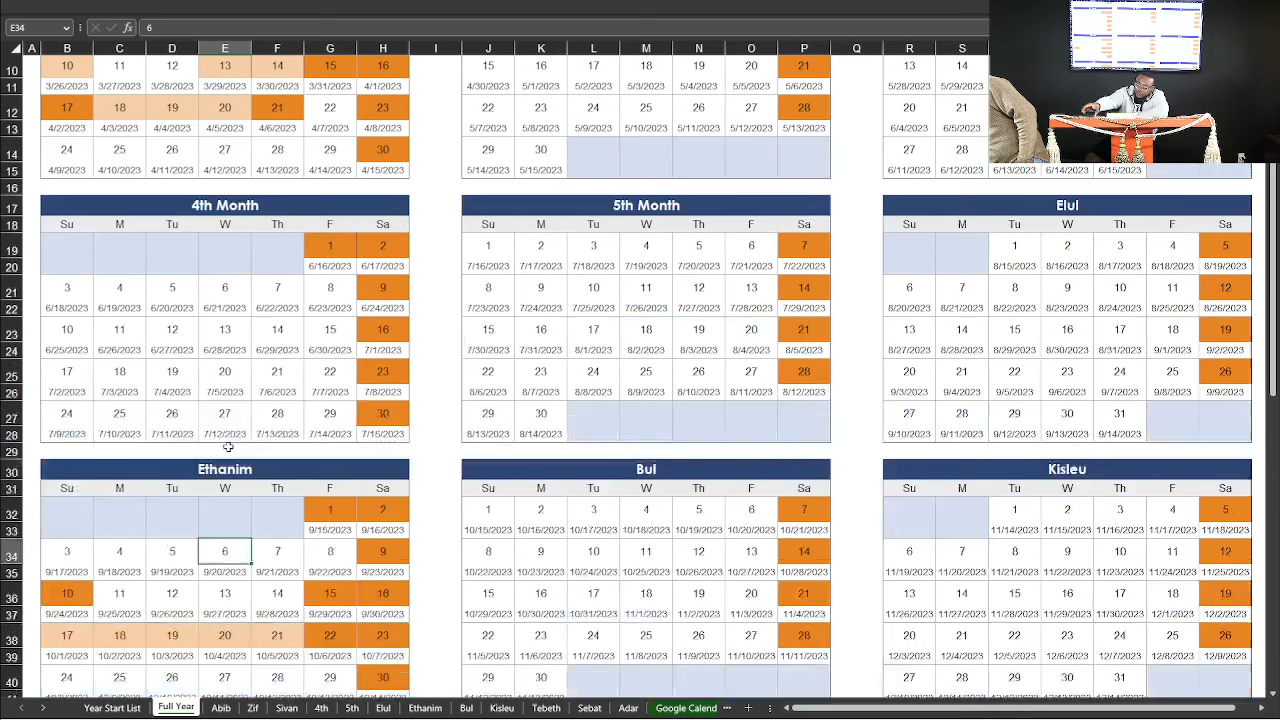 E34 fx 6
A B C D M O Q R S
10 11 12 15 16 21 13 14
11 3/31/2023 4/1/2023 5/6/2023 5/28/2023 5/29/2023
12 17 18 19 20 21 22 23 23 24 27 28 20 21
13 4/2/2023 4/3/2023 4/4/2023 4/5/2023 4/6/2023 4/7/2023 4/8/2023 5/8/2023 5/9/2023 5/10/2023 5/11/2023 5/12/2023 5/13/2023 6/4/2023 6/5/2023
14 24 25 26 27 28 29 30 29 30 27 28
15 4/9/2023 4/10/2023 4/11/2023 4/12/2023 4/13/2023 4/14/2023 4/15/2023 5/14/2023 5/15/2023 6/11/2023 6/12/2023 6/13/2023 6/14/2023 6/15/2023
16
17 4th Month 5th Month Elul
18 Su M Tu W Th F Sa Su M Tu W Th F Sa Su M Tu W Th F Sa
19 1 2 1 2 3 4 5 6 7 1 2 3 4 5
20 6/16/2023 6/17/2023 7/16/2023 7/17/2023 7/18/2023 7/19/2023 7/20/2023 7/21/2023 7/22/2023 8/15/2023 8/16/2023 8/17/2023 8/18/2023 8/19/2023
21 3 4 5 6 7 8 9 8 9 10 11 12 13 14 6 7 8 9 10 11 12
22 6/18/2023 6/19/2023 6/20/2023 6/21/2023 6/22/2023 6/23/2023 6/24/2023 7/23/2023 7/24/2023 7/25/2023 7/26/2023 7/27/2023 7/28/2023 7/29/2023 8/20/2023 8/21/2023 8/22/2023 8/23/2023 8/24/2023 8/25/2023 8/26/2023
23 10 11 12 13 14 15 16 15 16 17 18 19 20 21 13 14 15 16 17 18 19
24 6/25/2023 6/26/2023 6/27/2023 6/28/2023 6/29/2023 6/30/2023 7/1/2023 7/30/2023 7/31/2023 8/1/2023 8/2/2023 8/3/2023 8/4/2023 8/5/2023 8/27/2023 8/28/2023 8/29/2023 8/30/2023 8/31/2023 9/1/2023 9/2/2023
25 17 18 19 20 21 22 23 22 23 24 25 26 27 28 20 21 22 23 24 25 26
26 7/2/2023 7/3/2023 7/4/2023 7/5/2023 7/6/2023 7/7/2023 7/8/2023 8/6/2023 8/7/2023 8/8/2023 8/9/2023 8/10/2023 8/11/2023 8/12/2023 9/3/2023 9/4/2023 9/5/2023 9/6/2023 9/7/2023 9/8/2023 9/9/2023
27 24 25 26 27 28 29 30 29 30 27 28 29 30 31
28 7/9/2023 7/10/2023 7/11/2023 7/12/2023 7/13/2023 7/14/2023 7/15/2023 8/13/2023 8/14/2023 9/10/2023 9/11/2023 9/12/2023 9/13/2023 9/14/2023
29
30 Ethanim Bul Kisleu
31 Su M Tu W Th F Sa Su M Tu W Th F Sa Su M Tu W Th F Sa
32 1 2 1 2 3 4 5 6 7 1 2 3 4 5
33 9/15/2023 9/16/2023 10/15/2023 10/16/2023 10/17/2023 10/18/2023 10/19/2023 10/20/2023 10/21/2023 11/14/2023 11/15/2023 11/16/2023 11/17/2023 11/18/2023
34 3 4 5 6 7 8 9 8 9 10 11 12 13 14 6 7 8 9 10 11 12
35 9/17/2023 9/18/2023 9/19/2023 9/20/2023 9/21/2023 9/22/2023 9/23/2023 10/22/2023 10/23/2023 10/24/2023 10/25/2023 10/26/2023 10/27/2023 10/28/2023 11/19/2023 11/20/2023 11/21/2023 11/22/2023 11/23/2023 11/24/2023 11/25/2023
36 10 11 12 13 14 15 16 15 16 17 18 19 20 21 13 14 15 16 17 18 19
37 9/24/2023 9/25/2023 9/26/2023 9/27/2023 9/28/2023 9/29/2023 9/30/2023 10/29/2023 10/30/2023 10/31/2023 11/1/2023 11/2/2023 11/3/2023 11/4/2023 11/26/2023 11/27/2023 11/28/2023 11/29/2023 11/30/2023 12/1/2023 12/2/2023
38 17 18 19 20 21 22 23 22 23 24 25 26 27 28 20 21 22 23 24 25 26
39 10/1/2023 10/2/2023 10/3/2023 10/4/2023 10/5/2023 10/6/2023 10/7/2023 11/5/2023 11/6/2023 11/7/2023 11/8/2023 11/9/2023 11/10/2023 11/11/2023 12/3/2023 12/4/2023 12/5/2023 12/6/2023 12/7/2023 12/8/2023 12/9/2023
40 24 25 26 27 28 29 30 29 30 27 28 29 30 31
Year Start List Full Year Abib Zif Sivan 4th 5th Elul Ethanim Bul Kisleu Tebeth Sebat Adar Google Calend ... + :